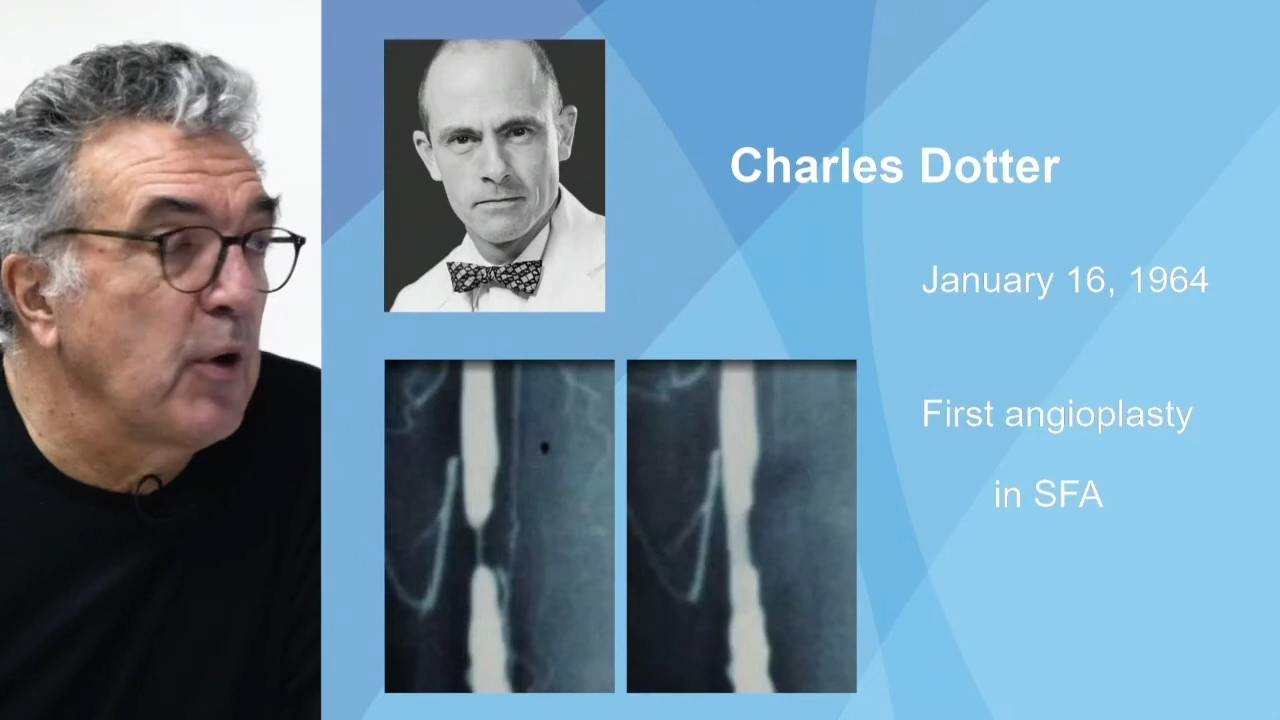 Charles Dotter
January 16, 1964
First angioplasty
in SFA